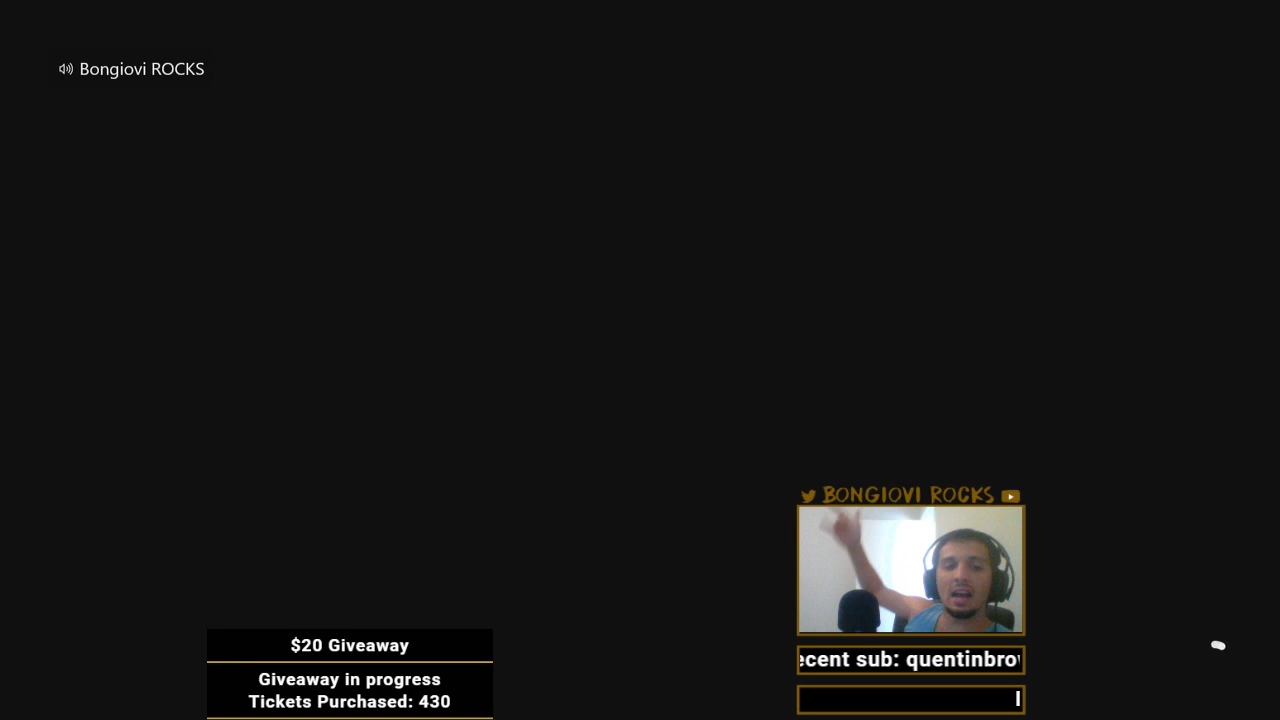 Bongiovi ROCKS
BONGIOVI ROCKS
$20 Giveaway
Giveaway in progress
Tickets Purchased: 430
ecent sub: quentinbro